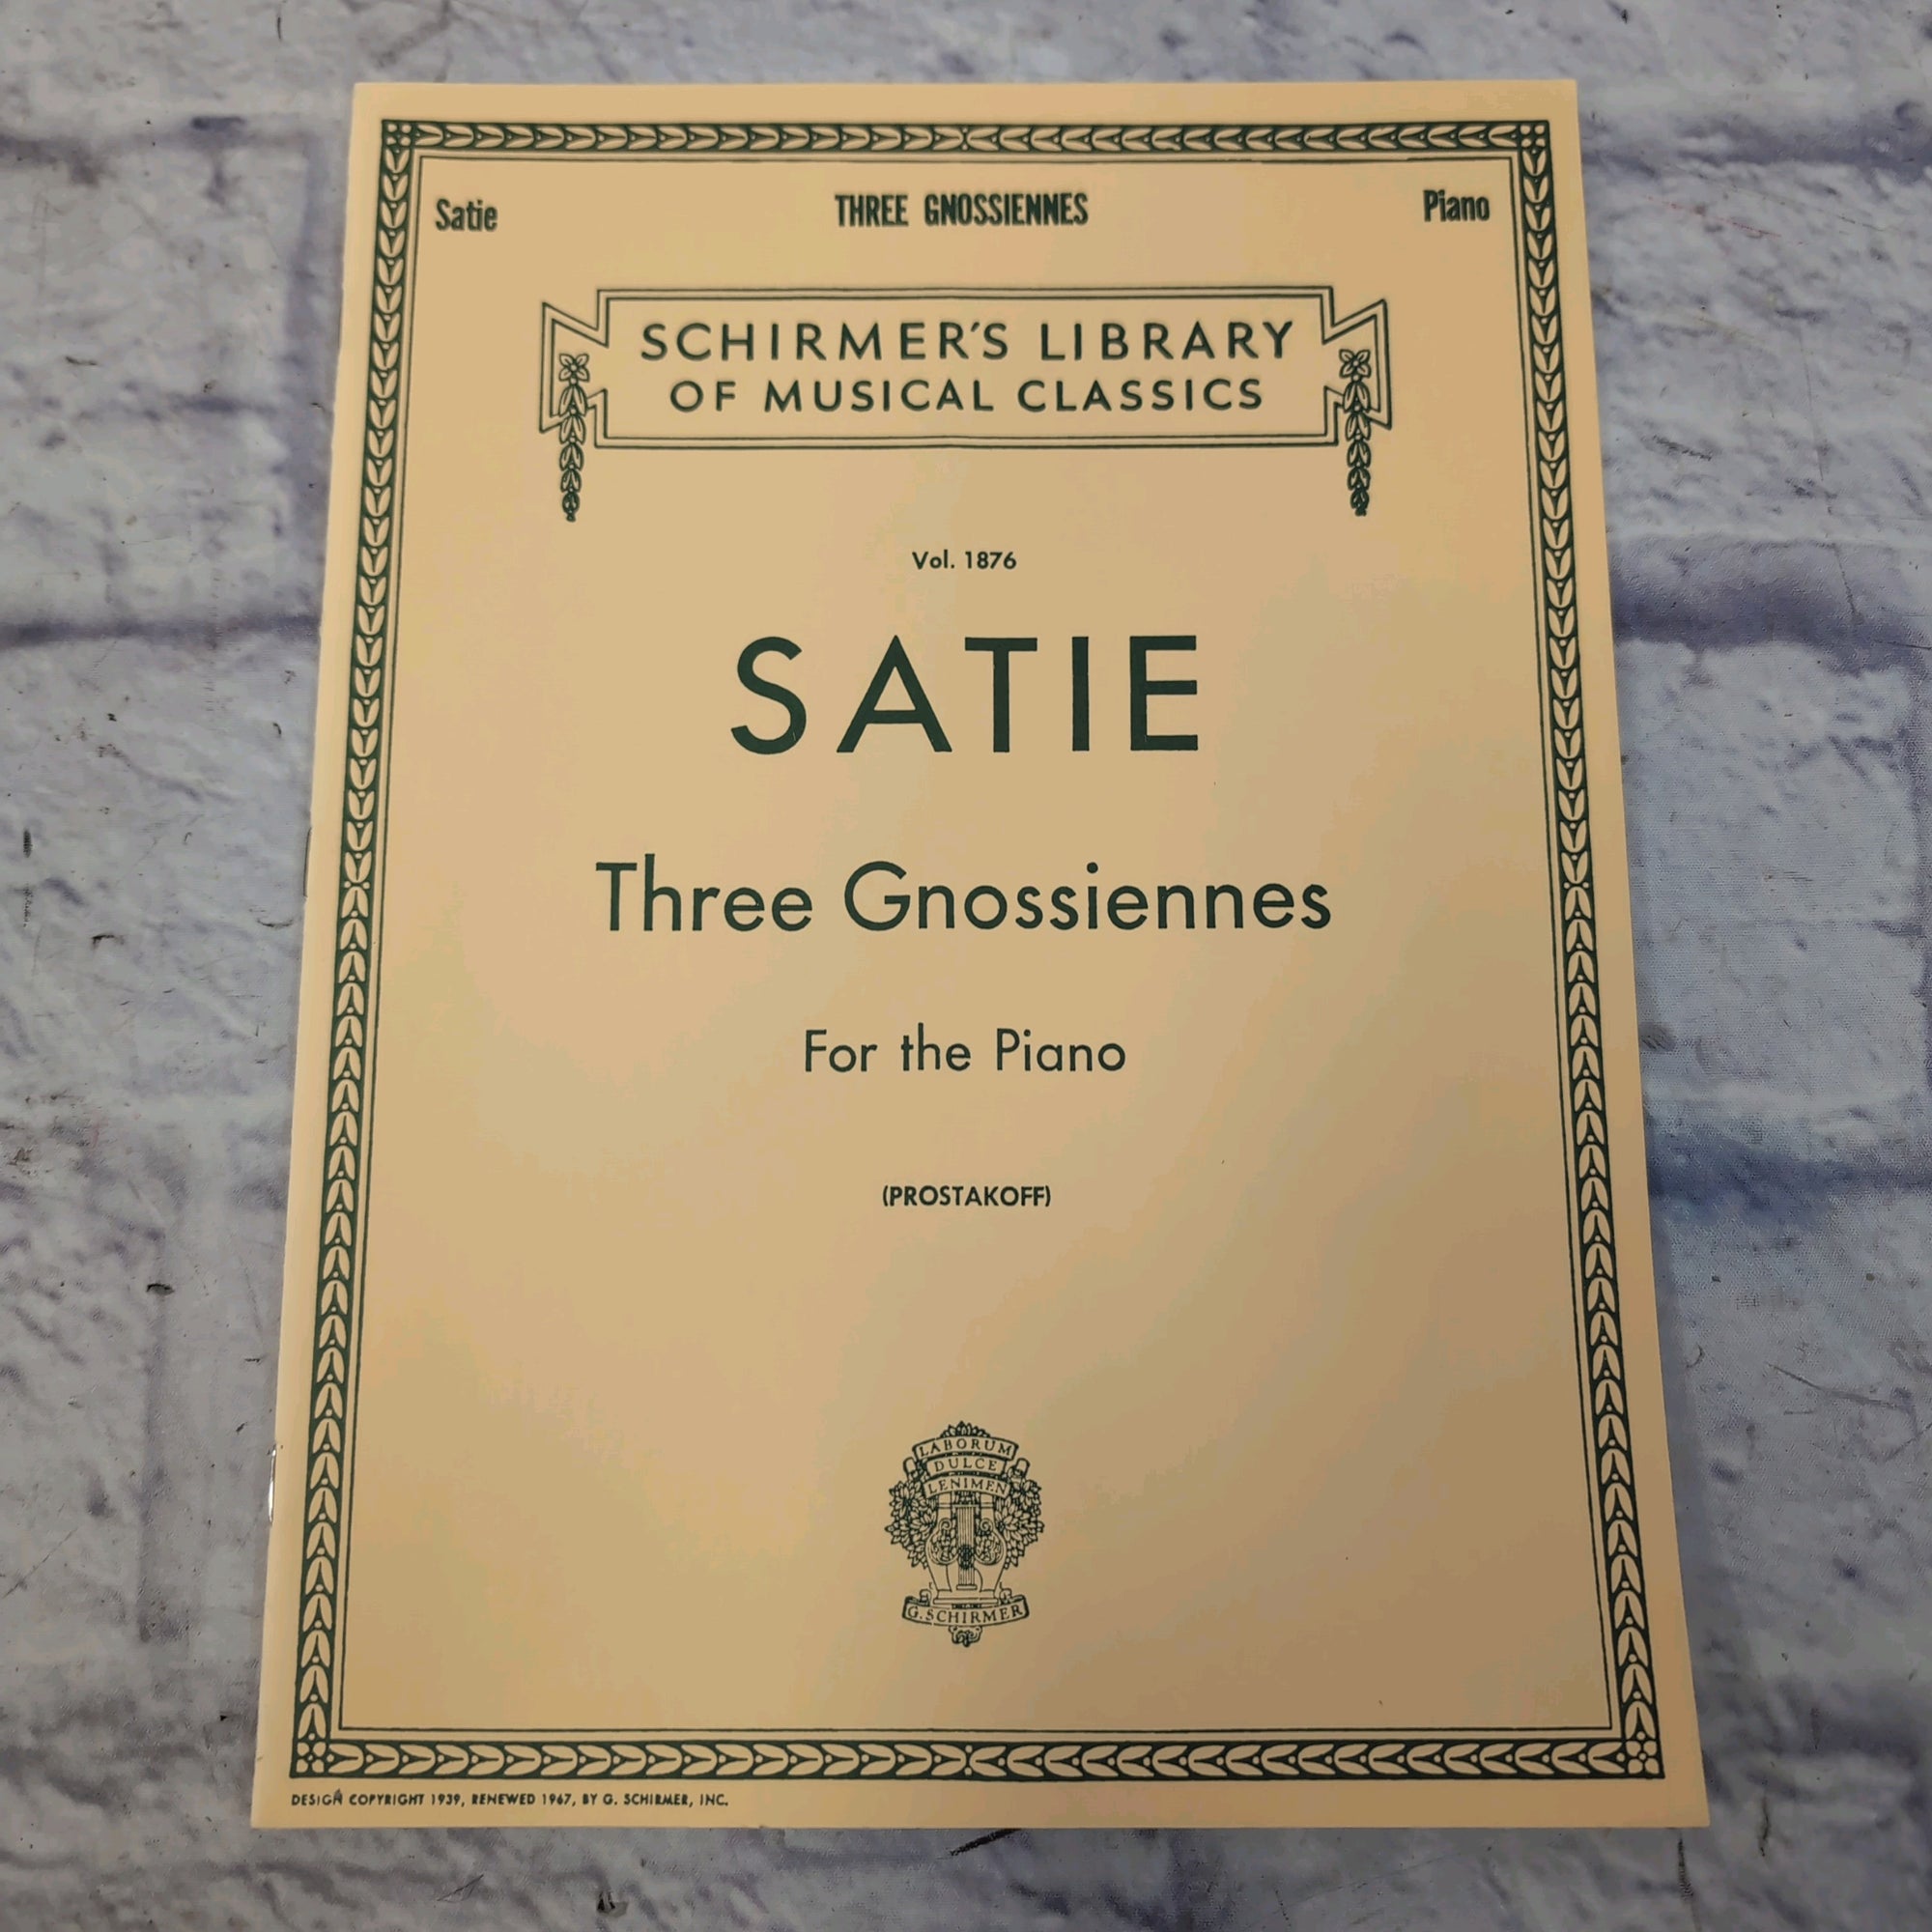 Satie THREE GNOSSIENNES Piano
SCHIRMER'S LIBRARY
OF MUSICAL CLASSICS
Vol. 1876
SATIE
Three Gnossiennes
For the Piano
(PROSTAKOFF)
LABORUM
DULCE
LENIMEN
G. SCHIRMER
DESIGN COPYRIGHT 1939, RENEWED 1967, BY G. SCHIRMER, INC.